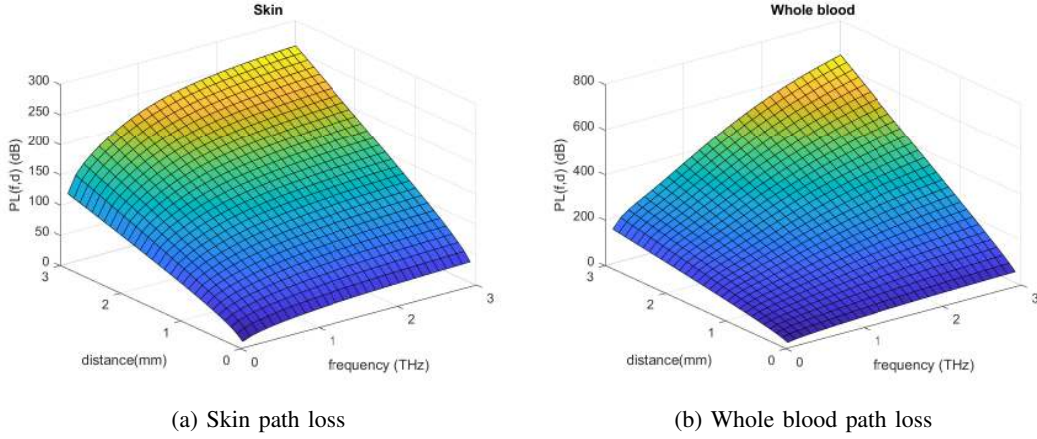 Skin
300
250
200
150
100
50
0
PL(f,d) (dB)
3
2
1
0
distance(mm)
0
1
2
3
frequency (THz)
(a) Skin path loss
Whole blood
800
600
400
200
0
PL(f,d) (dB)
3
2
1
0
distance(mm)
0
1
2
3
frequency (THz)
(b) Whole blood path loss